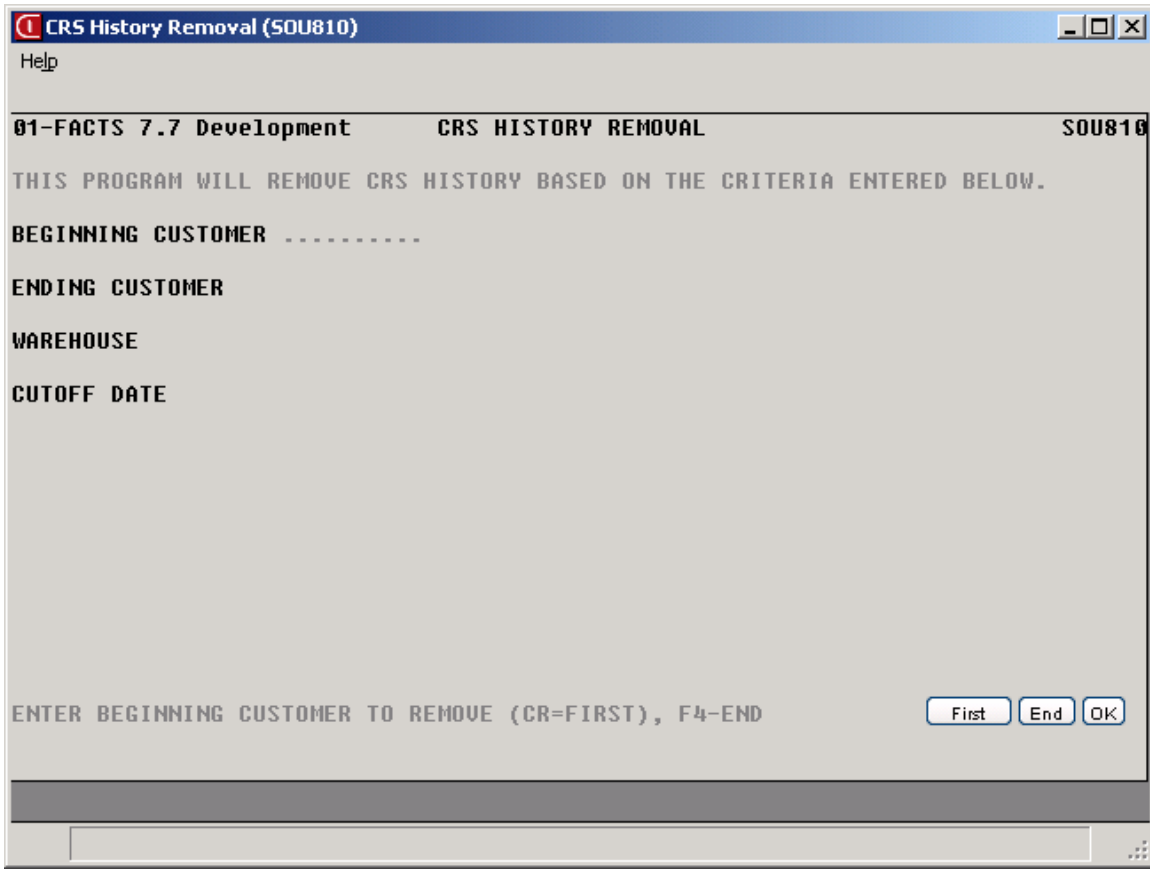 CRS History Removal (SOU810)
Help
01-FACTS 7.7 Development CRS HISTORY REMOVAL SOU810
THIS PROGRAM WILL REMOVE CRS HISTORY BASED ON THE CRITERIA ENTERED BELOW.
BEGINNING CUSTOMER ..........
ENDING CUSTOMER
WAREHOUSE
CUTOFF DATE
ENTER BEGINNING CUSTOMER TO REMOVE (CR=FIRST), F4-END First End OK